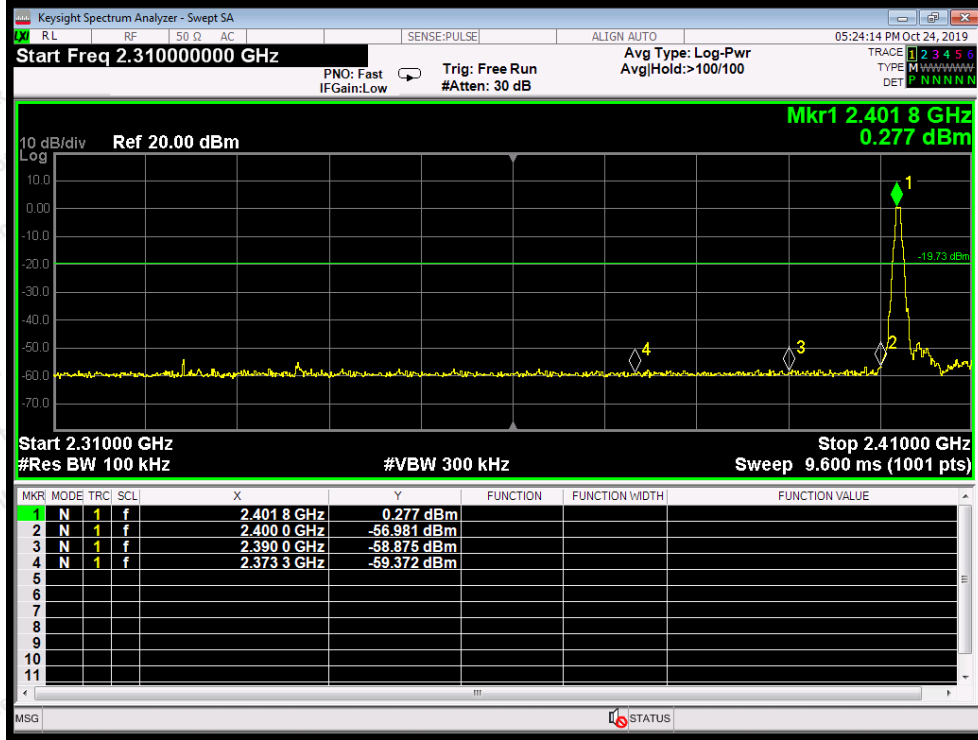 Keysight Spectrum Analyzer - Swept SA
LXI RL RF 50 Ω AC SENSE:PULSE ALIGN AUTO 05:24:14 PM Oct 24, 2019
Start Freq 2.310000000 GHz
PNO: Fast Trig: Free Run Avg Type: Log-Pwr TRACE 1 2 3 4 5 6
IFGain:Low #Atten: 30 dB Avg|Hold:>100/100 TYPE M WWWWW
DET P N N N N N
Mkr1 2.401 8 GHz
0.277 dBm
10 dB/div Ref 20.00 dBm
Log
10.0
1
0.00
-10.0
-20.0
-19.73 dBm
-30.0
-40.0
-50.0
4 3 2
-60.0
-70.0
Start 2.31000 GHz Stop 2.41000 GHz
#Res BW 100 kHz #VBW 300 kHz Sweep 9.600 ms (1001 pts)
MKR MODE TRC SCL X Y FUNCTION FUNCTION WIDTH FUNCTION VALUE
1 N 1 f 2.401 8 GHz 0.277 dBm
2 N 1 f 2.400 0 GHz -56.981 dBm
3 N 1 f 2.390 0 GHz -58.875 dBm
4 N 1 f 2.373 3 GHz -59.372 dBm
5
6
7
8
9
10
11
MSG STATUS